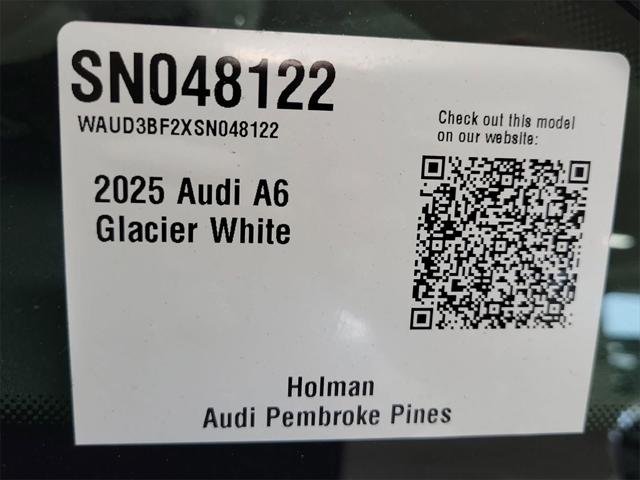 SN048122
WAUD3BF2XSN048122
Check out this model
on our website:
2025 Audi A6
Glacier White
Holman
Audi Pembroke Pines